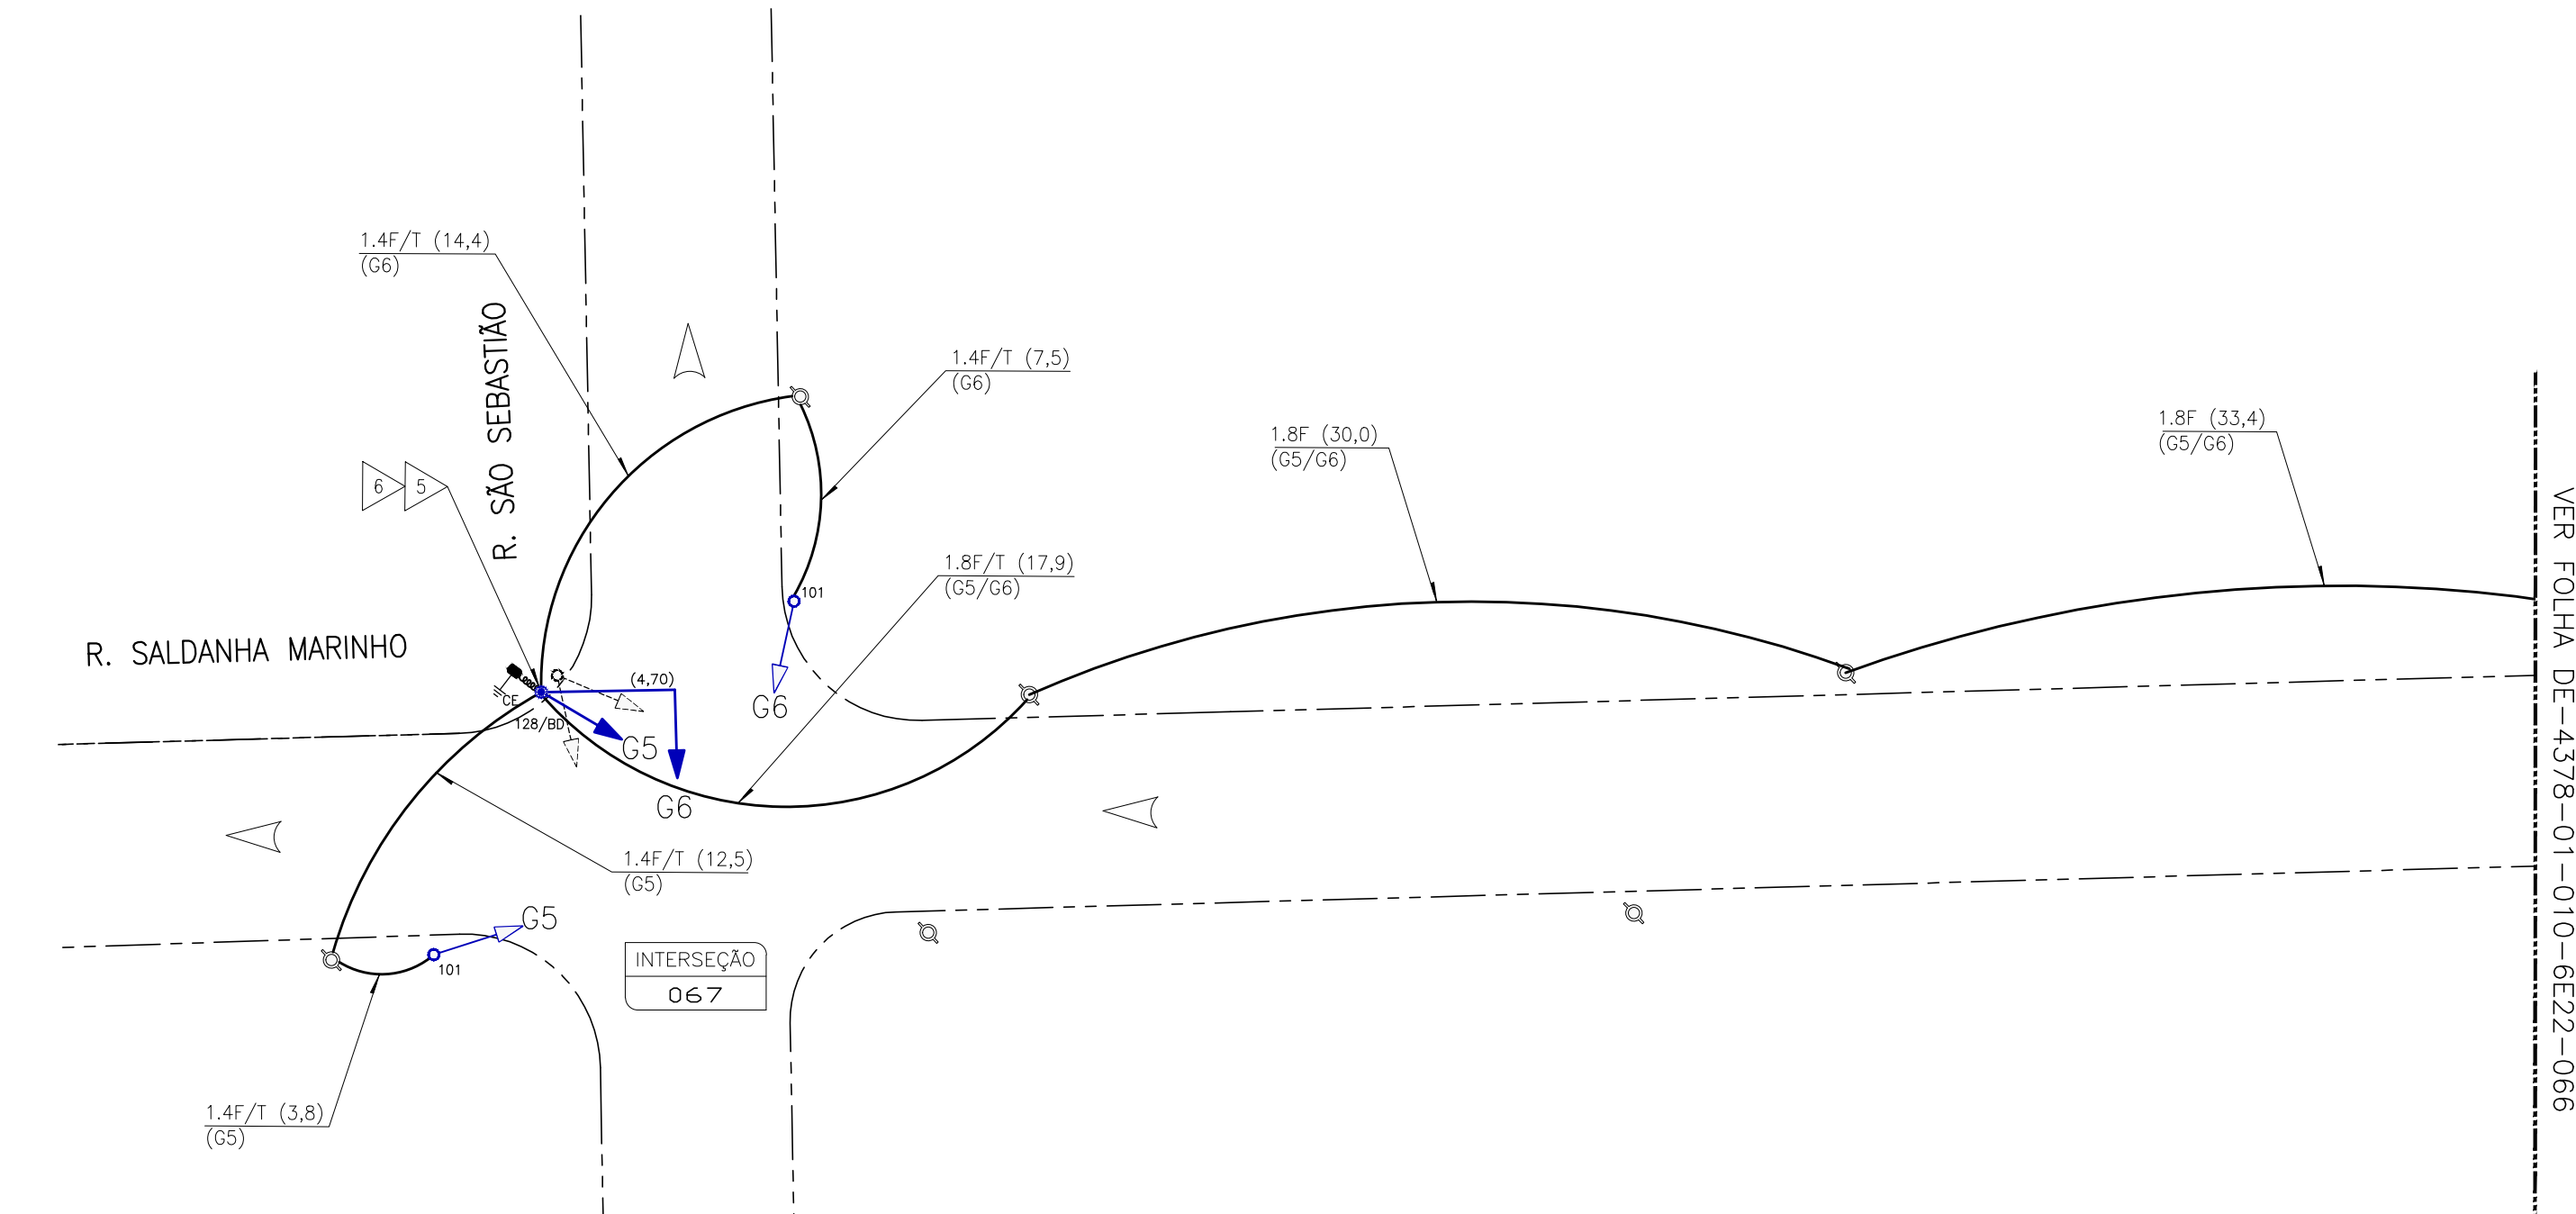 1.4F/T (14,4)
(G6)
R. SÃO SEBASTIÃO
1.4F/T (7,5)
(G6)
1.8F (30,0)
(G5/G6)
1.8F (33,4)
(G5/G6)
6
5
1.8F/T (17,9)
(G5/G6)
101
R. SALDANHA MARINHO
(4,70)
CE
128/BD
G6
G5
G6
1.4F/T (12,5)
(G5)
G5
101
INTERSEÇÃO
067
1.4F/T (3,8)
(G5)
VER FOLHA DE-4378-01-010-6E22-066